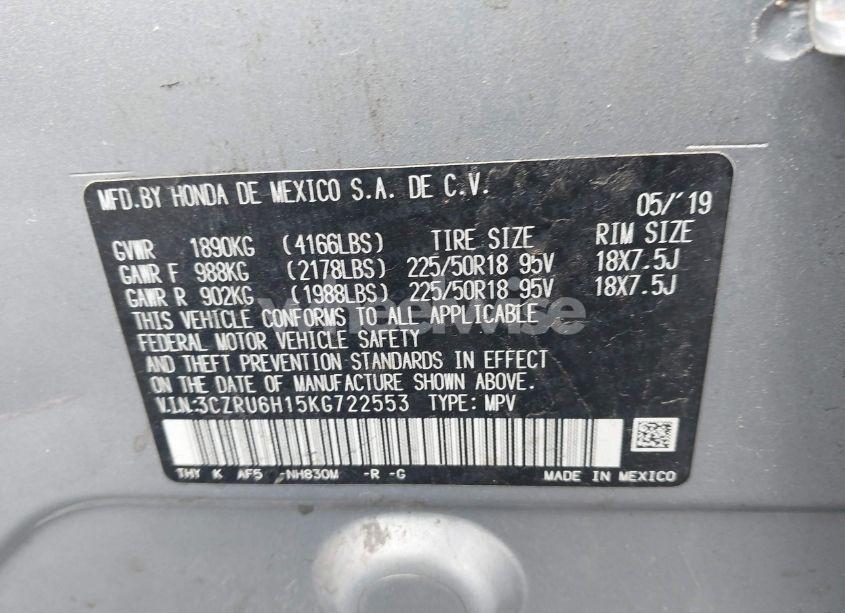 MFD.BY HONDA DE MEXICO S.A. DE C.V. 05/'19
GVWR 1890KG (4166LBS) TIRE SIZE RIM SIZE
GAWR F 988KG (2178LBS) 225/50R18 95V 18X7.5J
GAWR R 902KG (1988LBS) 225/50R18 95V 18X7.5J
THIS VEHICLE CONFORMS TO ALL APPLICABLE
FEDERAL MOTOR VEHICLE SAFETY
AND THEFT PREVENTION STANDARDS IN EFFECT
ON THE DATE OF MANUFACTURE SHOWN ABOVE.
V.I.N:3CZRU6H15KG722553 TYPE: MPV
THY K AF5 -NH830M -R -G MADE IN MEXICO